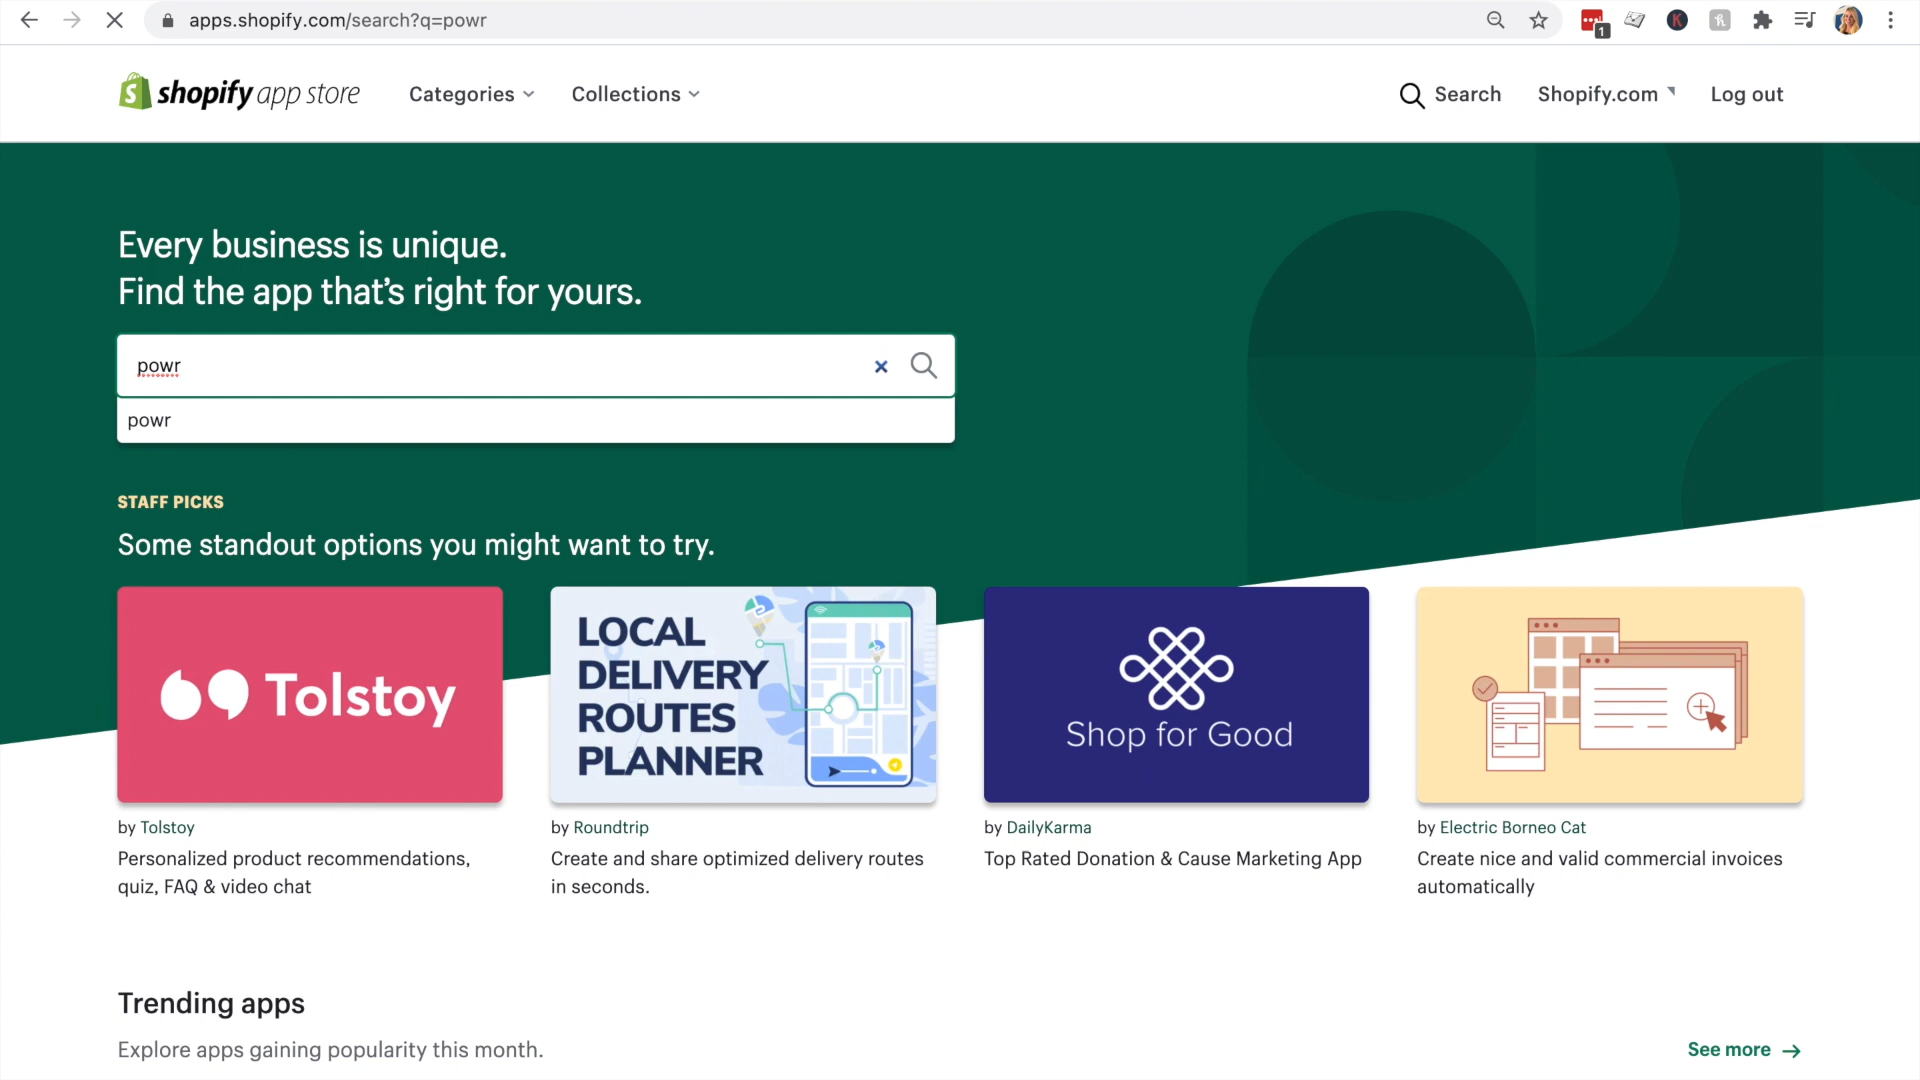 apps.shopify.com/search?q=powr
1
K
shopify app store
Categories
Collections
Search
Shopify.com
Log out
Every business is unique.
Find the app that's right for yours.
powr
powr
STAFF PICKS
Some standout options you might want to try.
Tolstoy
LOCAL
DELIVERY
ROUTES
PLANNER
Shop for Good
by Tolstoy
Personalized product recommendations,
quiz, FAQ & video chat
by Roundtrip
Create and share optimized delivery routes
in seconds.
by DailyKarma
Top Rated Donation & Cause Marketing App
by Electric Borneo Cat
Create nice and valid commercial invoices
automatically
Trending apps
Explore apps gaining popularity this month.
See more